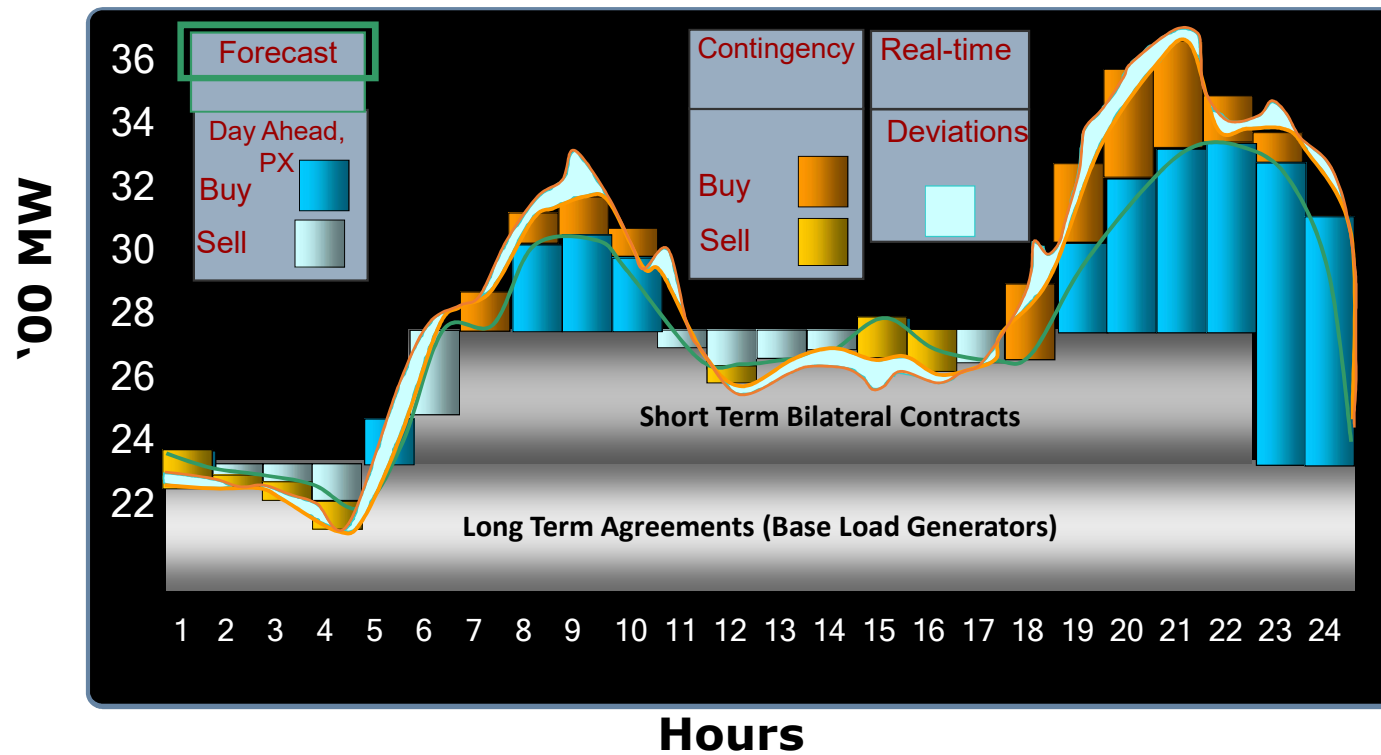 Forecast
Day Ahead,
PX
Buy
Sell
Contingency
Buy
Sell
Real-time
Deviations
36
34
32
30
28
26
24
22
‘00 MW
Short Term Bilateral Contracts
Long Term Agreements (Base Load Generators)
1 2 3 4 5 6 7 8 9 10 11 12 13 14 15 16 17 18 19 20 21 22 23 24
Hours